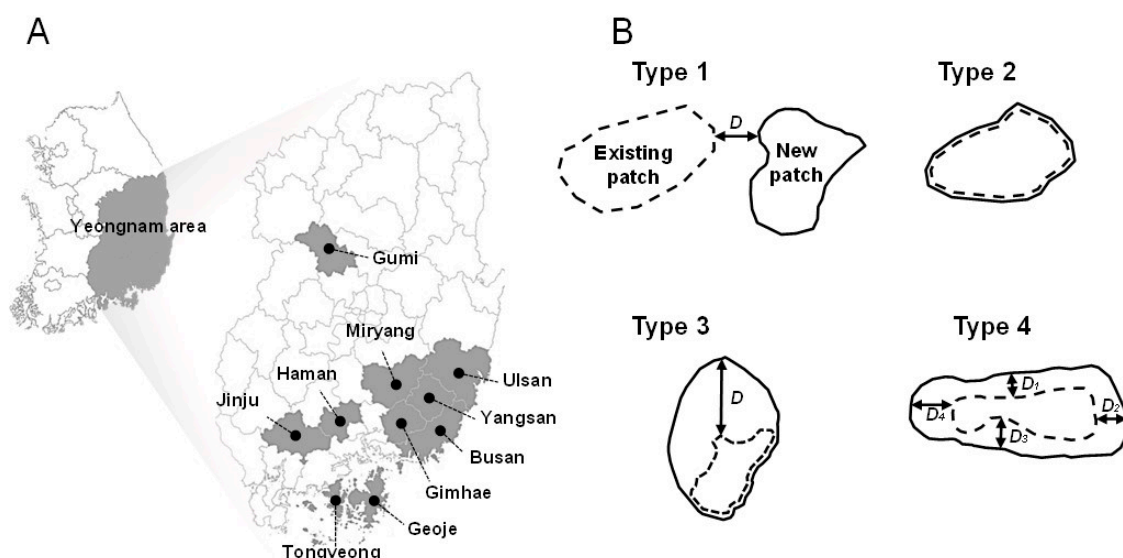 A
Yeongnam area
Gumi
Miryang
Haman
Jinju
Ulsan
Yangsan
Busan
Gimhae
Geoje
Tongyeong
B
Type 1
Existing
patch
D
New
patch
Type 2
Type 3
D
Type 4
D1
D2
D3
D4